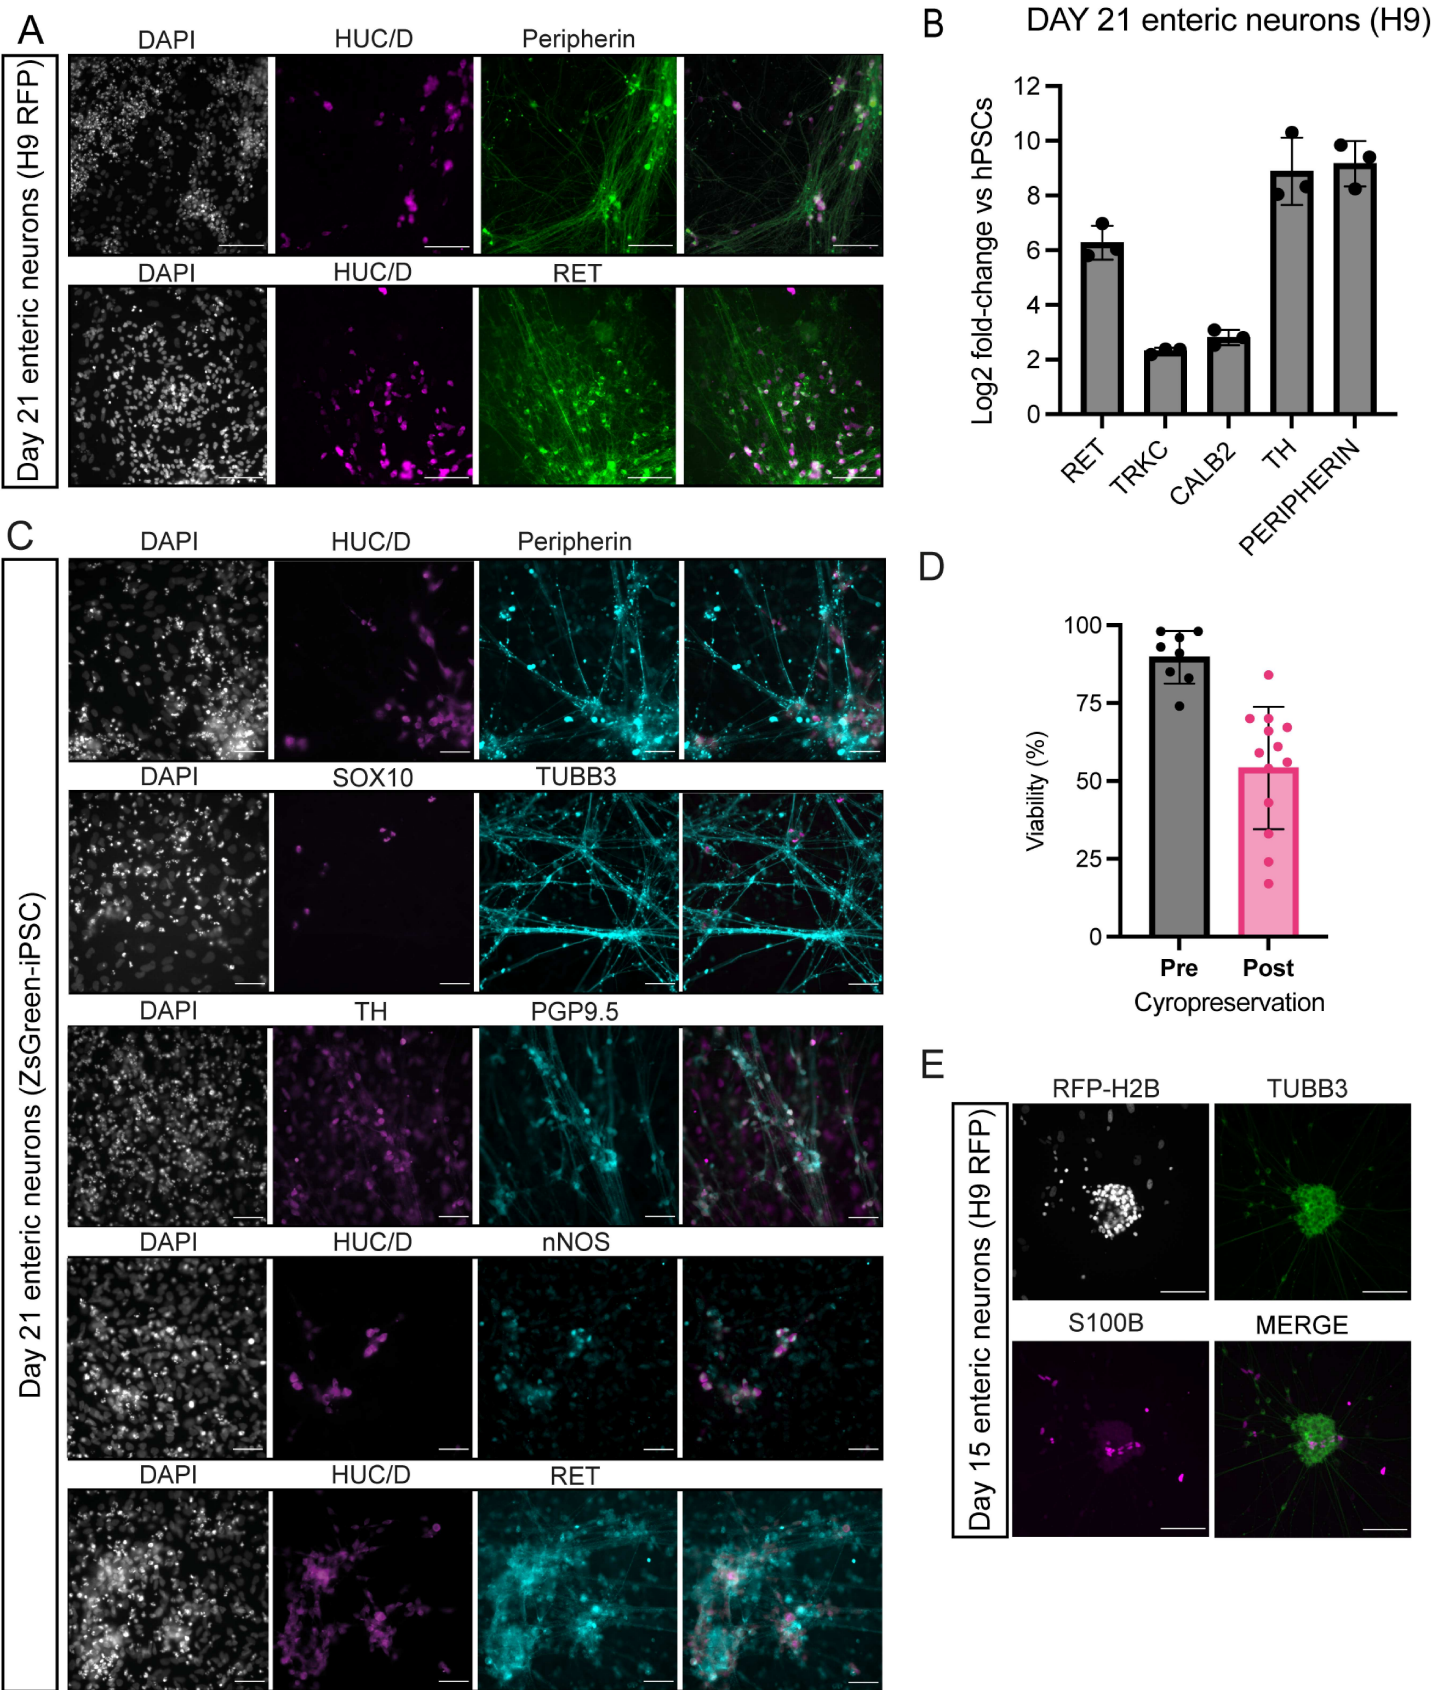 A
DAPI HUC/D Peripherin
Day 21 enteric neurons (H9 RFP)
DAPI HUC/D RET
B
DAY 21 enteric neurons (H9)
Log2 fold-change vs hPSCs
12
10
8
6
4
2
0
RET TRKC CALB2 TH PERIPHERIN
C
DAPI HUC/D Peripherin
Day 21 enteric neurons (ZsGreen-iPSC)
DAPI SOX10 TUBB3
DAPI TH PGP9.5
DAPI HUC/D nNOS
DAPI HUC/D RET
D
Viability (%)
100
75
50
25
0
Pre Post
Cyropreservation
E
Day 15 enteric neurons (H9 RFP)
RFP-H2B TUBB3
S100B MERGE